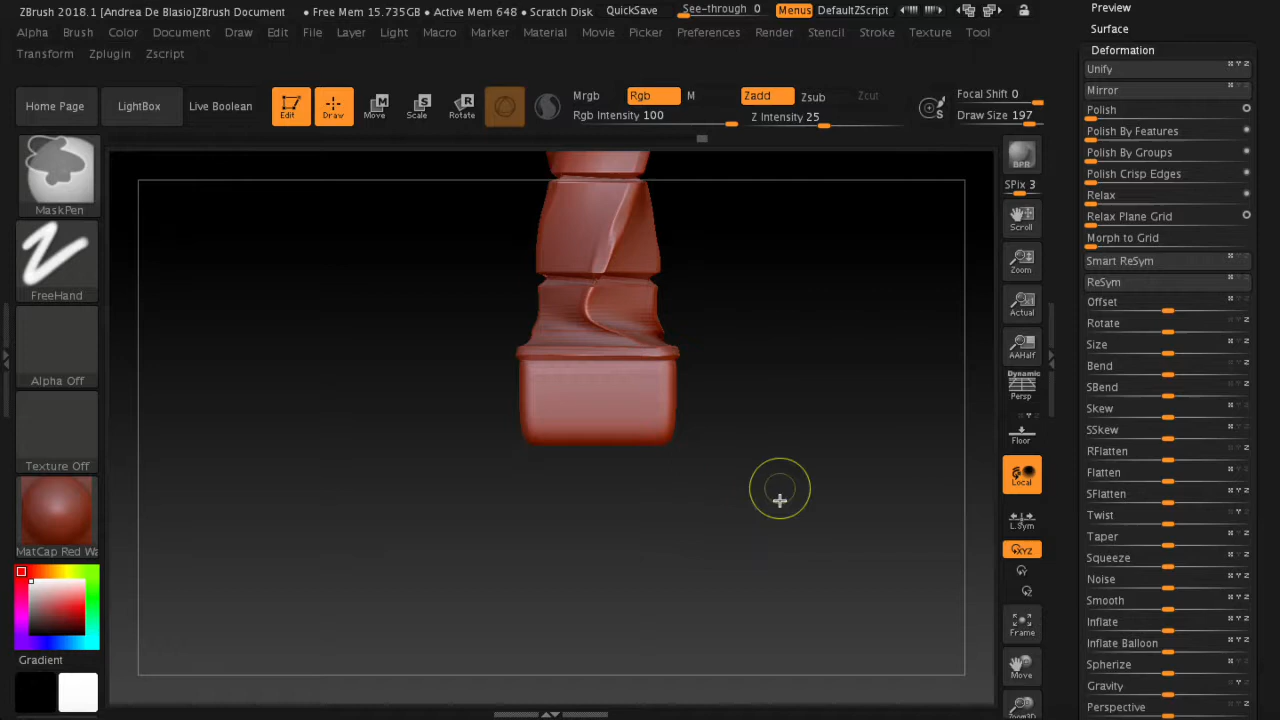 ZBrush 2018.1 [Andrea De Blasio]ZBrush Document • Free Mem 15.735GB • Active Mem 648 • Scratch Disk QuickSave See-through 0 Menus DefaultZScript
Alpha Brush Color Document Draw Edit File Layer Light Macro Marker Material Movie Picker Preferences Render Stencil Stroke Texture Tool
Transform Zplugin Zscript
Home Page LightBox Live Boolean Edit Draw Move Scale Rotate
Mrgb Rgb M Zadd Zsub Zcut Focal Shift 0
Rgb Intensity 100 Z Intensity 25 Draw Size 197
MaskPen
FreeHand
Alpha Off
Texture Off
MatCap Red Wa
Gradient
BPR
SPix 3
Scroll
Zoom
Actual
AAHalf
Dynamic
Persp
Floor
Local
L.Sym
XYZ
Y
Z
Frame
Move
Zoom3D
Preview
Surface
Deformation
Unify
Mirror
Polish
Polish By Features
Polish By Groups
Polish Crisp Edges
Relax
Relax Plane Grid
Morph to Grid
Smart ReSym
ReSym
Offset
Rotate
Size
Bend
SBend
Skew
SSkew
RFlatten
Flatten
SFlatten
Twist
Taper
Squeeze
Noise
Smooth
Inflate
Inflate Balloon
Spherize
Gravity
Perspective